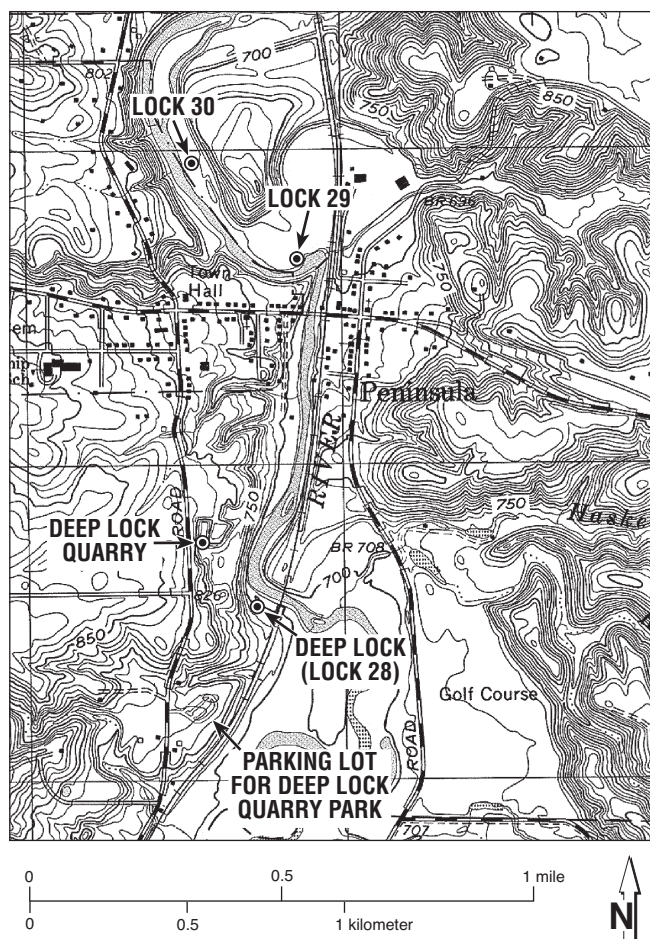 700
802
LOCK 30
750
850
LOCK 29
BR 696
Town
Hall
750
Peninsula
RIVER
750
750
DEEP LOCK
QUARRY
ROAD
BR 708
700
826
850
DEEP LOCK
(LOCK 28)
Golf Course
PARKING LOT
FOR DEEP LOCK
QUARRY PARK
ROAD
707
0
0.5
1 mile
0
0.5
1 kilometer
N